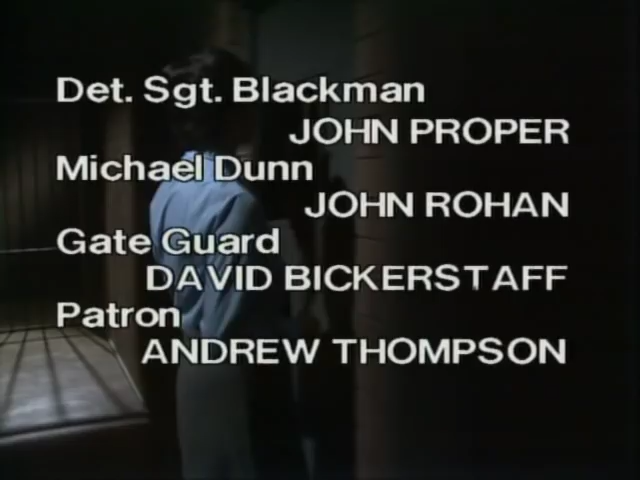 Det. Sgt. Blackman
JOHN PROPER
Michael Dunn
JOHN ROHAN
Gate Guard
DAVID BICKERSTAFF
Patron
ANDREW THOMPSON